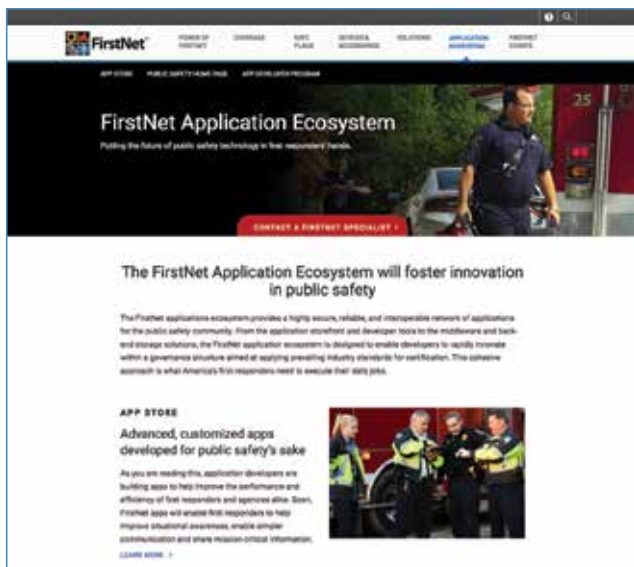 FirstNet™
POWER OF FIRSTNET
COVERAGE
DEVICES & ACCESSORIES
SOLUTIONS
APPLICATION ECOSYSTEM
FIRSTNET EVENTS
APP STORE PUBLIC SAFETY HOME PAGE APP DEVELOPER PROGRAM
FirstNet Application Ecosystem
Putting the future of public safety technology in first responders' hands.
25
CONTACT A FIRSTNET SPECIALIST ›
The FirstNet Application Ecosystem will foster innovation
in public safety
The FirstNet applications ecosystem provides a highly secure, reliable, and interoperable network of applications
for the public safety community. From the application storefront and developer tools to the middleware and back-
end storage solutions, the FirstNet application ecosystem is designed to enable developers to rapidly innovate
within a governance structure aimed at applying prevailing industry standards for certification. This cohesive
approach is what America's first responders need to execute their daily jobs.
APP STORE
Advanced, customized apps
developed for public safety's sake
As you are reading this, application developers are
building apps to help improve the performance and
efficiency of first responders and agencies alike. Soon,
FirstNet apps will enable first responders to help
improve situational awareness, enable simpler
communication and share mission critical information.
LEARN MORE ›